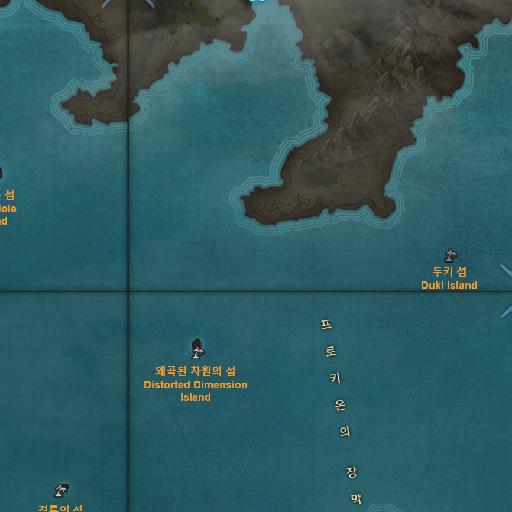 섬
두키 섬
Duki Island
프로키온의 장막
왜곡된 차원의 섬
Distorted Dimension
Island